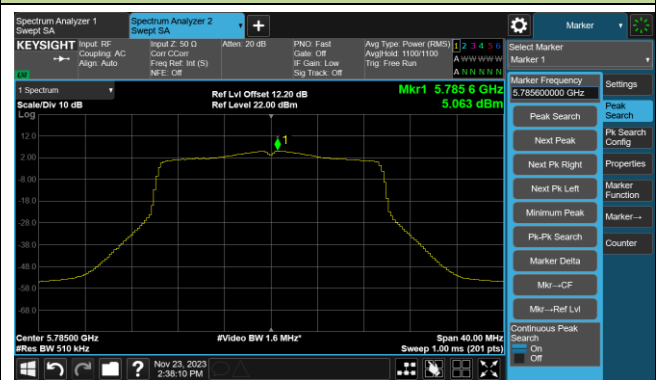 Spectrum Analyzer 1
Swept SA
Spectrum Analyzer 2
Swept SA
Marker
KEYSIGHT
LXI
Input: RF
Coupling: AC
Align: Auto
Input Z: 50 Ω
Corr CCorr
Freq Ref: Int (S)
NFE: Off
Atten: 20 dB
PNO: Fast
Gate: Off
IF Gain: Low
Sig Track: Off
Avg Type: Power (RMS)
Avg|Hold: 1100/1100
Trig: Free Run
1 2 3 4 5 6
A W W W W W
A N N N N N
Select Marker
Marker 1
1 Spectrum
Scale/Div 10 dB
Log
Ref Lvl Offset 12.20 dB
Ref Level 22.00 dBm
Mkr1 5.785 6 GHz
5.063 dBm
Marker Frequency
5.785600000 GHz
Settings
Peak Search
Peak
Search
Next Peak
Pk Search
Config
Next Pk Right
Properties
Next Pk Left
Marker
Function
Minimum Peak
Marker→
Pk-Pk Search
Counter
Marker Delta
Mkr→CF
Mkr→Ref Lvl
Continuous Peak
Search
On
Off
1
12.0
2.00
-8.00
-18.0
-28.0
-38.0
-48.0
-58.0
-68.0
Center 5.78500 GHz
#Res BW 510 kHz
#Video BW 1.6 MHz*
Span 40.00 MHz
Sweep 1.00 ms (201 pts)
?
Nov 23, 2023
2:38:10 PM